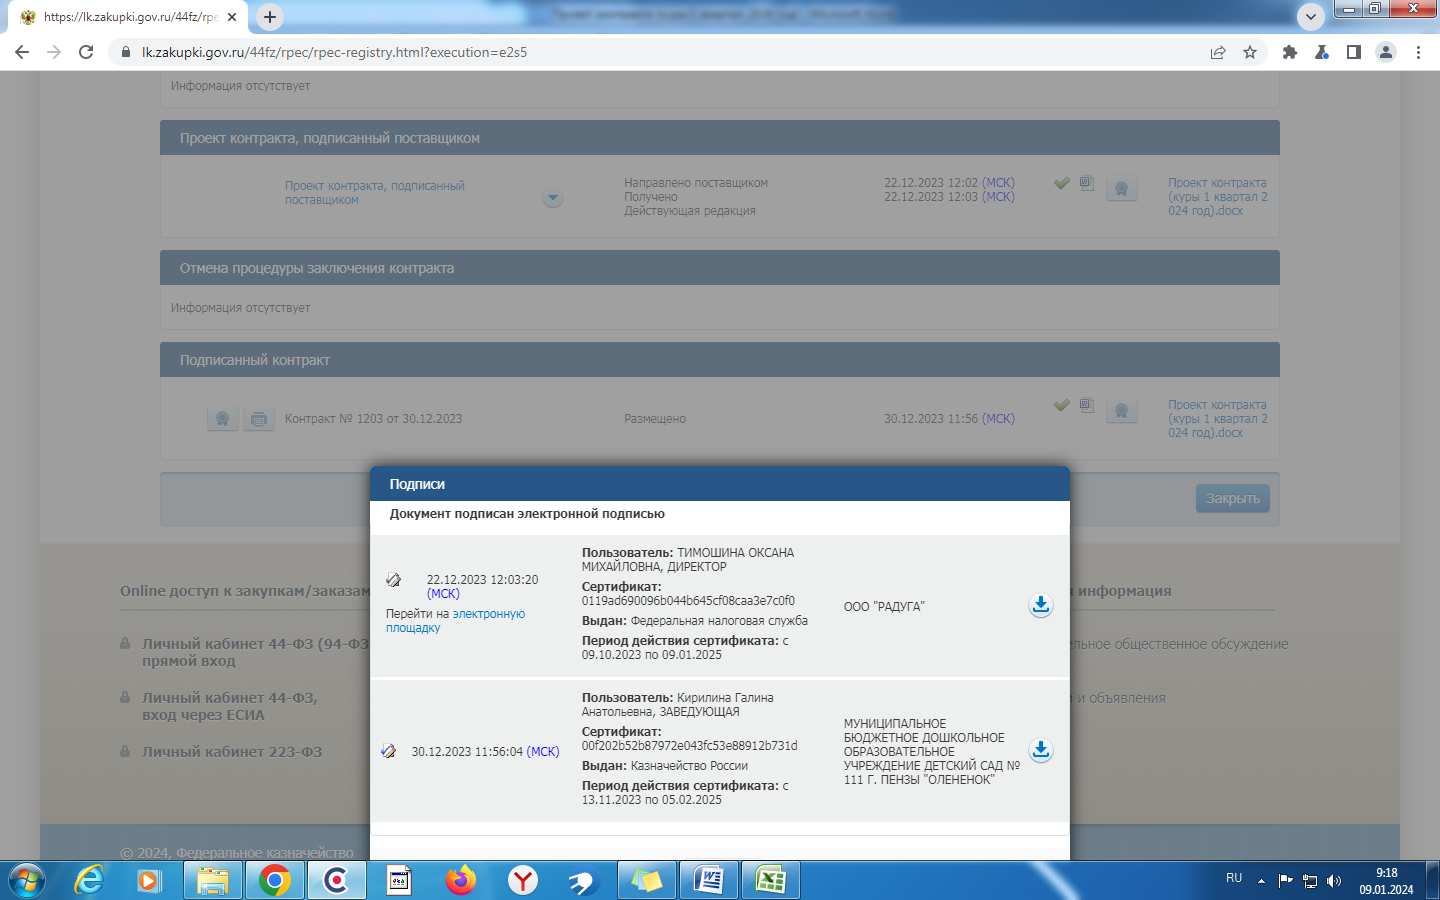 https://lk.zakupki.gov.ru/44fz/rpe
lk.zakupki.gov.ru/44fz/rpec/rpec-registry.html?execution=e2s5
Информация отсутствует
Проект контракта, подписанный поставщиком
Проект контракта, подписанный
поставщиком
Направлено поставщиком
Получено
Действующая редакция
22.12.2023 12:02 (МСК)
22.12.2023 12:03 (МСК)
Проект контракта
(куры 1 квартал 2
024 год).docx
Отмена процедуры заключения контракта
Информация отсутствует
Подписанный контракт
Контракт № 1203 от 30.12.2023
Размещено
30.12.2023 11:56 (МСК)
Проект контракта
(куры 1 квартал 2
024 год).docx
Закрыть
Подписи
Документ подписан электронной подписью
22.12.2023 12:03:20
(МСК)
Перейти на электронную
площадку
Пользователь: ТИМОШИНА ОКСАНА
МИХАЙЛОВНА, ДИРЕКТОР
Сертификат:
0119ad690096b044b645cf08caa3e7c0f0
Выдан: Федеральная налоговая служба
Период действия сертификата: с
09.10.2023 по 09.01.2025
ООО "РАДУГА"
30.12.2023 11:56:04 (МСК)
Пользователь: Кирилина Галина
Анатольевна, ЗАВЕДУЮЩАЯ
Сертификат:
00f202b52b87972e043fc53e88912b731d
Выдан: Казначейство России
Период действия сертификата: с
13.11.2023 по 05.02.2025
МУНИЦИПАЛЬНОЕ
БЮДЖЕТНОЕ ДОШКОЛЬНОЕ
ОБРАЗОВАТЕЛЬНОЕ
УЧРЕЖДЕНИЕ ДЕТСКИЙ САД №
111 Г. ПЕНЗЫ "ОЛЕНЕНОК"
Online доступ к закупкам/заказам
Личный кабинет 44-ФЗ (94-ФЗ
прямой вход
Личный кабинет 44-ФЗ,
вход через ЕСИА
Личный кабинет 223-ФЗ
я информация
ельное общественное обсуждение
и и объявления
© 2024, Федеральное казначейство
RU
9:18
09.01.2024